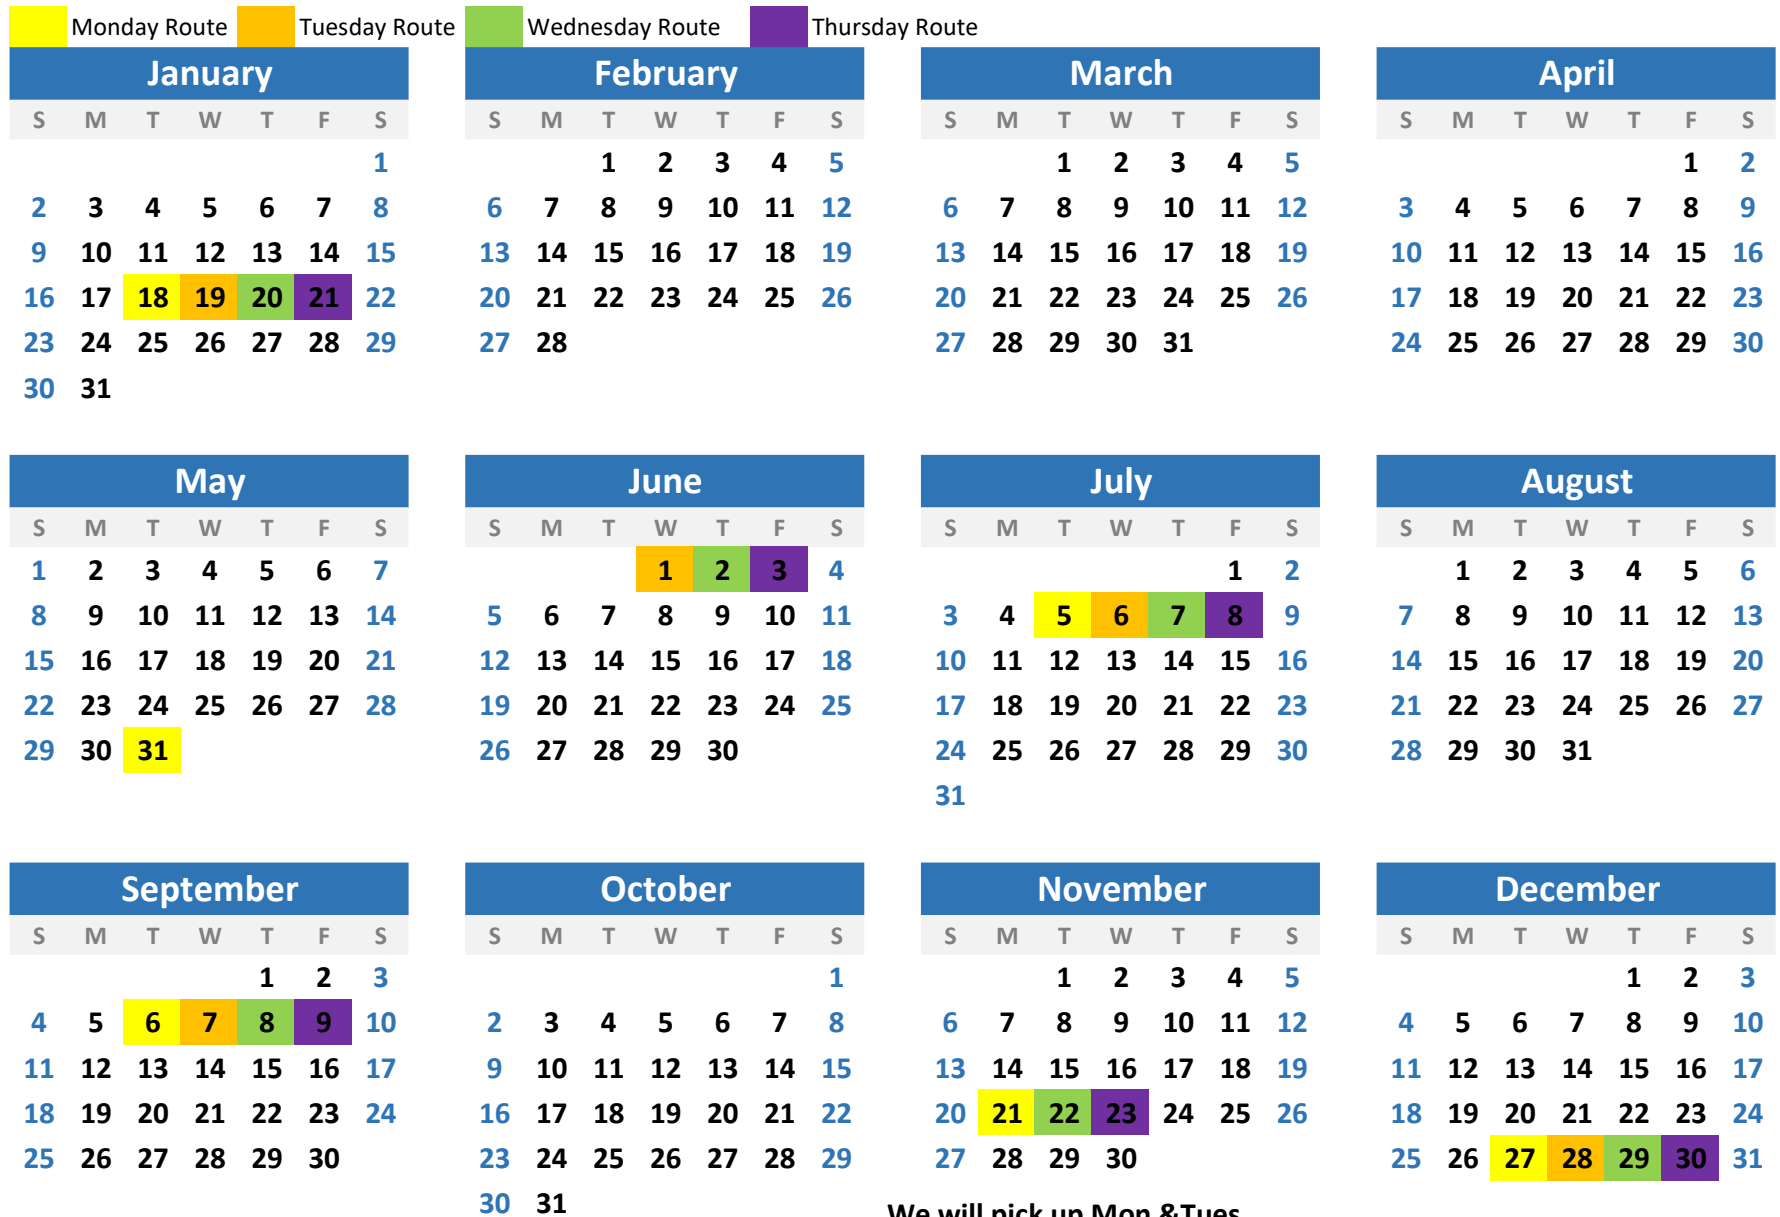 Monday Route Tuesday Route Wednesday Route Thursday Route
January February March April
S M T W T F S S M T W T F S S M T W T F S S M T W T F S
1 1 2 3 4 5 1 2 3 4 5 1 2
2 3 4 5 6 7 8 6 7 8 9 10 11 12 6 7 8 9 10 11 12 3 4 5 6 7 8 9
9 10 11 12 13 14 15 13 14 15 16 17 18 19 13 14 15 16 17 18 19 10 11 12 13 14 15 16
16 17 18 19 20 21 22 20 21 22 23 24 25 26 20 21 22 23 24 25 26 17 18 19 20 21 22 23
23 24 25 26 27 28 29 27 28 27 28 29 30 31 24 25 26 27 28 29 30
30 31
May June July August
S M T W T F S S M T W T F S S M T W T F S S M T W T F S
1 2 3 4 5 6 7 1 2 3 4 1 2 1 2 3 4 5 6
8 9 10 11 12 13 14 5 6 7 8 9 10 11 3 4 5 6 7 8 9 7 8 9 10 11 12 13
15 16 17 18 19 20 21 12 13 14 15 16 17 18 10 11 12 13 14 15 16 14 15 16 17 18 19 20
22 23 24 25 26 27 28 19 20 21 22 23 24 25 17 18 19 20 21 22 23 21 22 23 24 25 26 27
29 30 31 26 27 28 29 30 24 25 26 27 28 29 30 28 29 30 31
31
September October November December
S M T W T F S S M T W T F S S M T W T F S S M T W T F S
1 2 3 1 1 2 3 4 5 1 2 3
4 5 6 7 8 9 10 2 3 4 5 6 7 8 6 7 8 9 10 11 12 4 5 6 7 8 9 10
11 12 13 14 15 16 17 9 10 11 12 13 14 15 13 14 15 16 17 18 19 11 12 13 14 15 16 17
18 19 20 21 22 23 24 16 17 18 19 20 21 22 20 21 22 23 24 25 26 18 19 20 21 22 23 24
25 26 27 28 29 30 23 24 25 26 27 28 29 27 28 29 30 25 26 27 28 29 30 31
30 31
We will pick up Mon &Tues